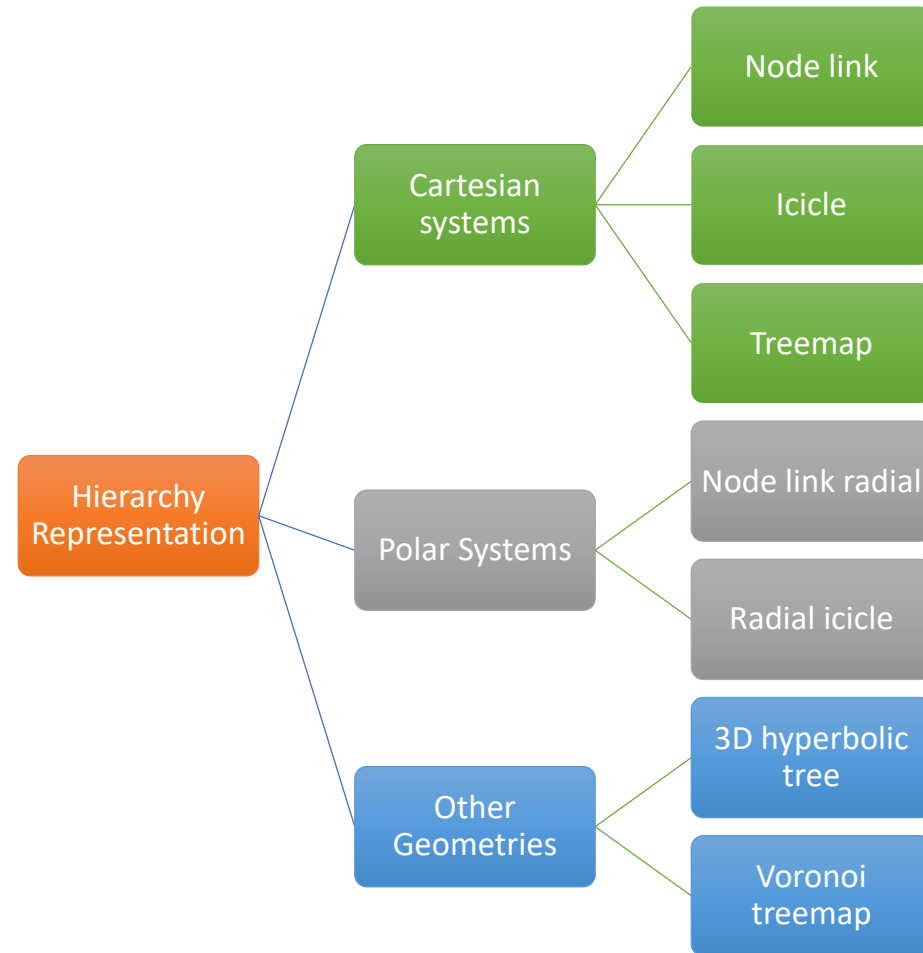 Hierarchy
Representation
Cartesian
systems
Node link
Icicle
Treemap
Polar Systems
Node link radial
Radial icicle
Other
Geometries
3D hyperbolic
tree
Voronoi
treemap